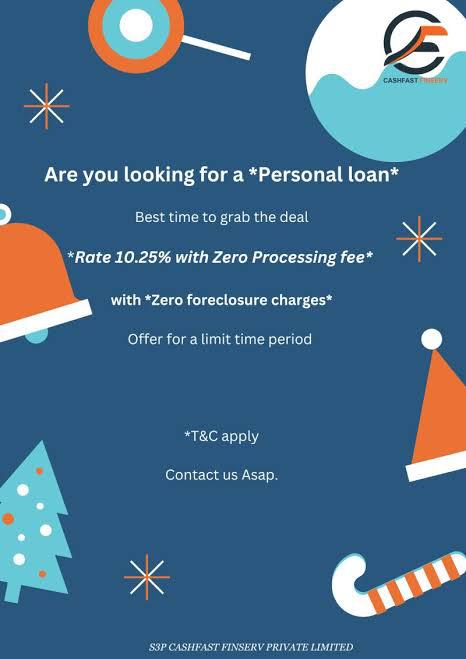 CASHFAST FINSERV
Are you looking for a *Personal loan*
Best time to grab the deal
*Rate 10.25% with Zero Processing fee*
with *Zero foreclosure charges*
Offer for a limit time period
*T&C apply
Contact us Asap.
S3P CASHFAST FINSERV PRIVATE LIMITED